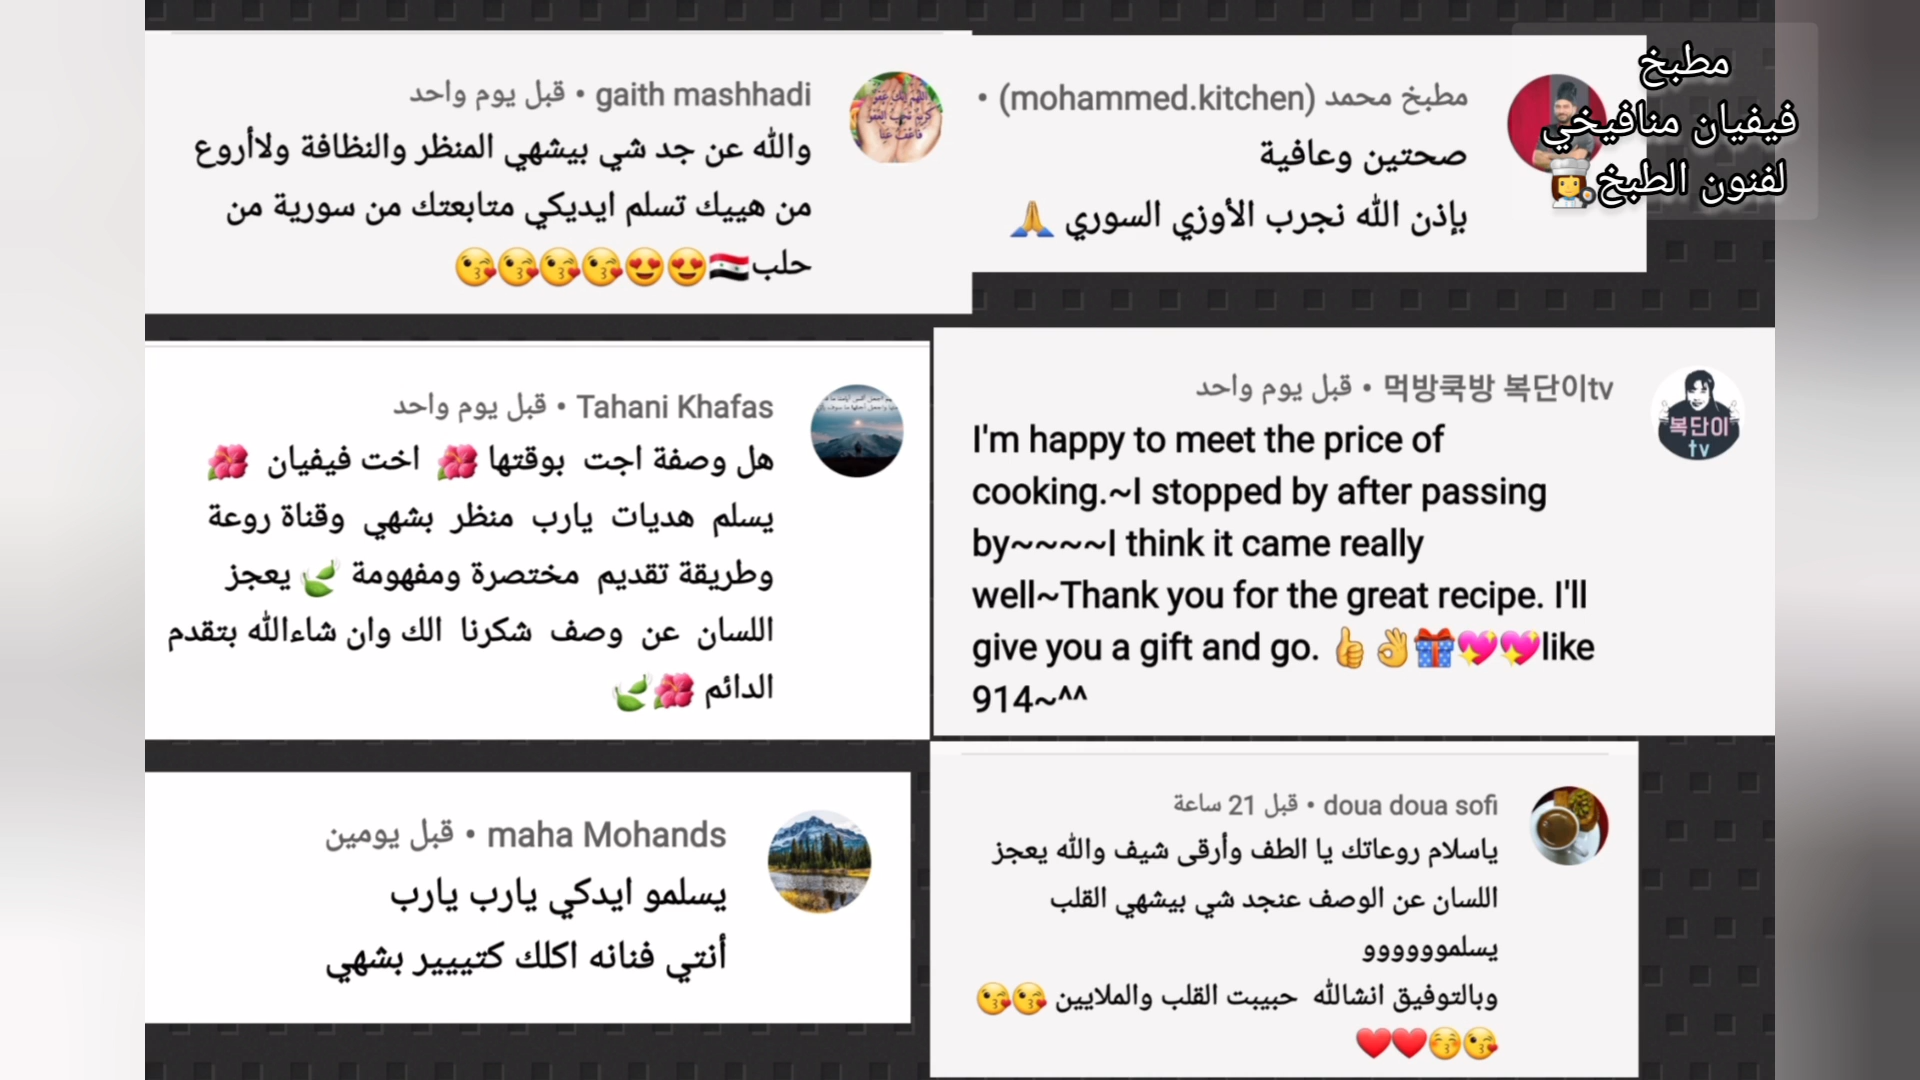 مطبخ
فيفيان منافيخي
لفنون الطبخ👩‍🍳
مطبخ محمد (mohammed.kitchen) •
صحتين وعافية
بإذن الله نجرب الأوزي السوري 🙏
gaith mashhadi • قبل يوم واحد
والله عن جد شي بيشهي المنظر والنظافة ولاأروع
من هييك تسلم ايديكي متابعتك من سورية من
حلب🇸🇾😍😍😘😘😘😘
먹방쿡방 복단이tv • قبل يوم واحد
I'm happy to meet the price of
cooking.~I stopped by after passing
by~~~~I think it came really
well~Thank you for the great recipe. I'll
give you a gift and go. 👍👌🎁💖💖like
914~^^
복단이
tv
Tahani Khafas • قبل يوم واحد
هل وصفة اجت بوقتها 🌺 اخت فيفيان 🌺
يسلم هديات يارب منظر بشهي وقناة روعة
وطريقة تقديم مختصرة ومفهومة 🍃 يعجز
اللسان عن وصف شكرنا الك وان شاءالله بتقدم
الدائم 🌺🍃
doua doua sofi • قبل 21 ساعة
ياسلام روعاتك يا الطف وأرقى شيف والله يعجز
اللسان عن الوصف عنجد شي بيشهي القلب
يسلموووووو
وبالتوفيق انشالله حبيبت القلب والملايين 😘😘
😘😚❤️❤️
maha Mohands • قبل يومين
يسلمو ايدكي يارب يارب
أنتي فنانه اكلك كتيييير بشهي